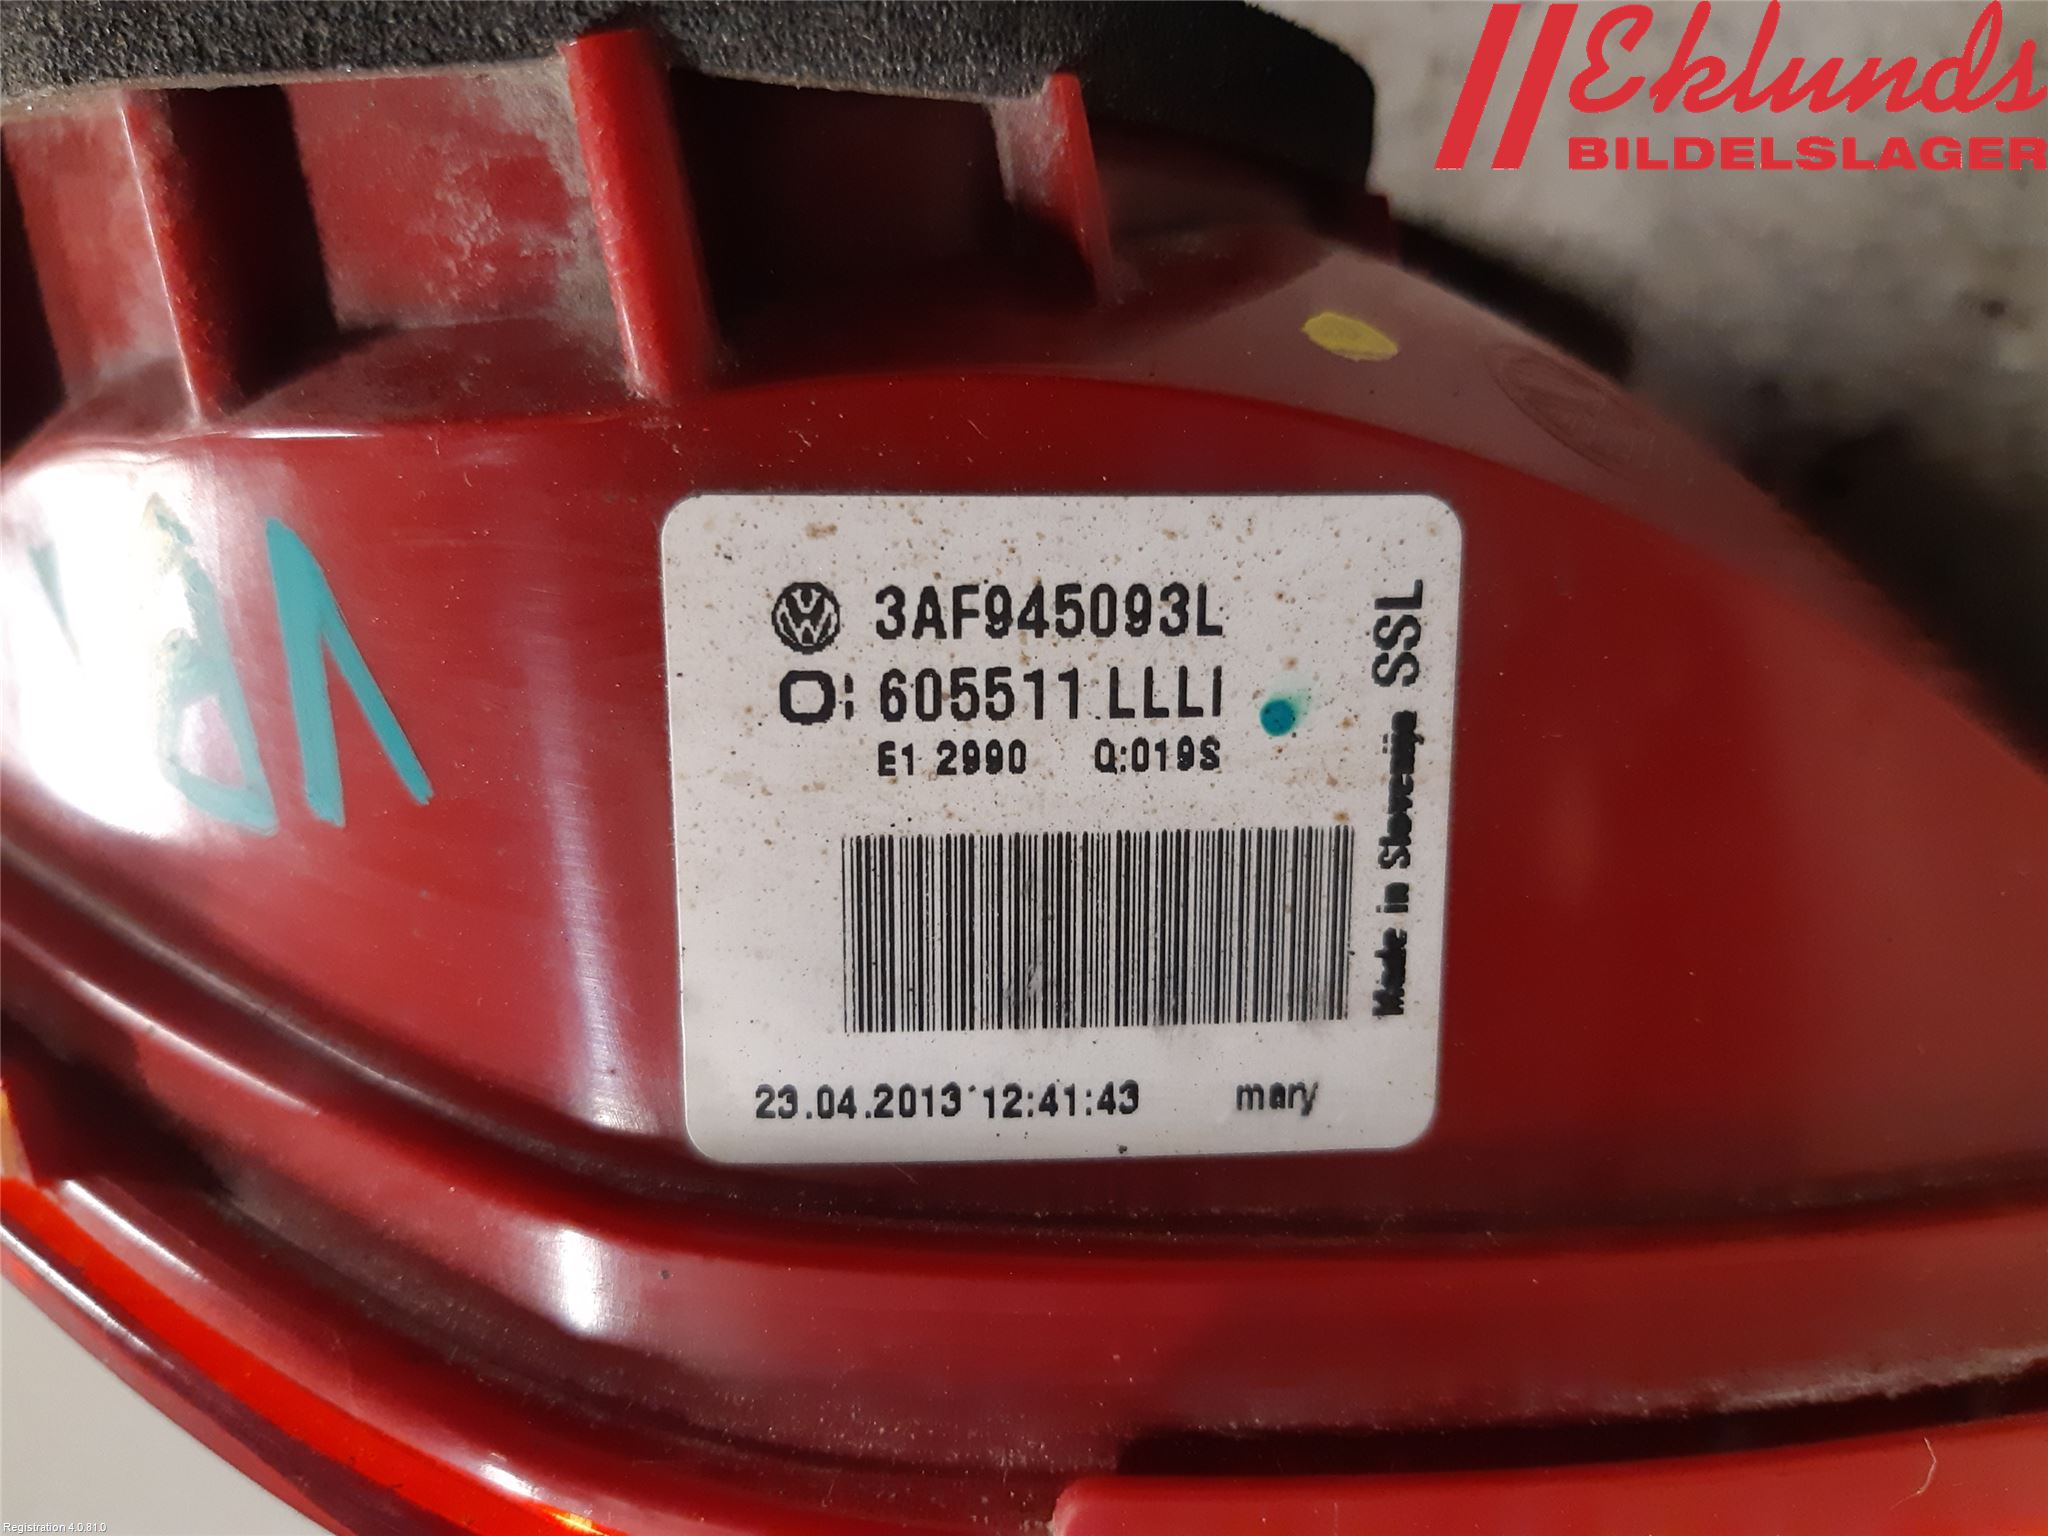 Eklunds
BILDELSLAGER
3AF945093L
O: 605511 LLLI
E1 2990 Q:019S
23.04.2013 12:41:43 mary
Made in Slovenija SSL
VR
Registration 4.0.81.0